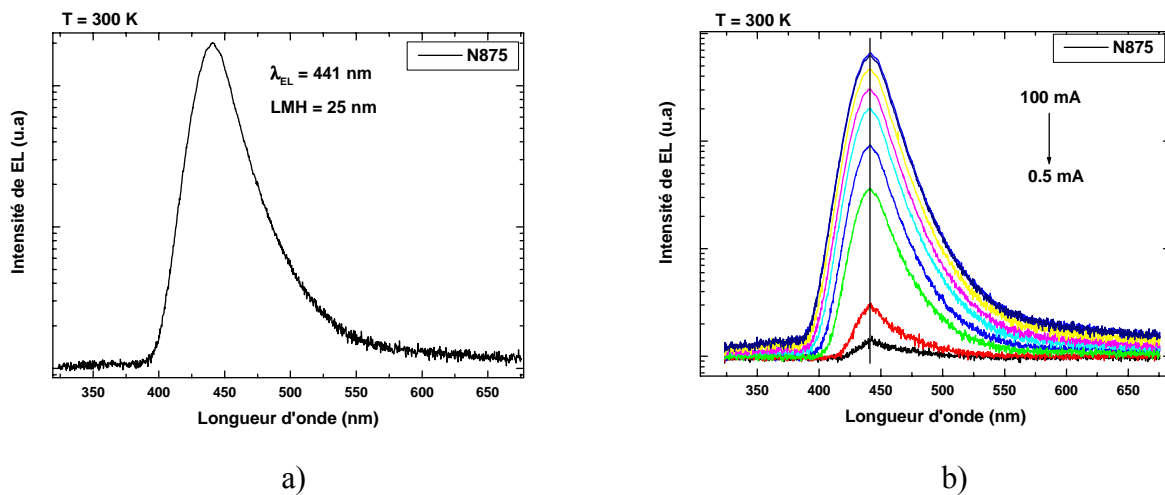 T = 300 K
N875
λEL = 441 nm
LMH = 25 nm
Intensité de EL (u.a)
350 400 450 500 550 600 650
Longueur d'onde (nm)
a)
T = 300 K
N875
100 mA
0.5 mA
Intensité de EL (u.a)
350 400 450 500 550 600 650
Longueur d'onde (nm)
b)